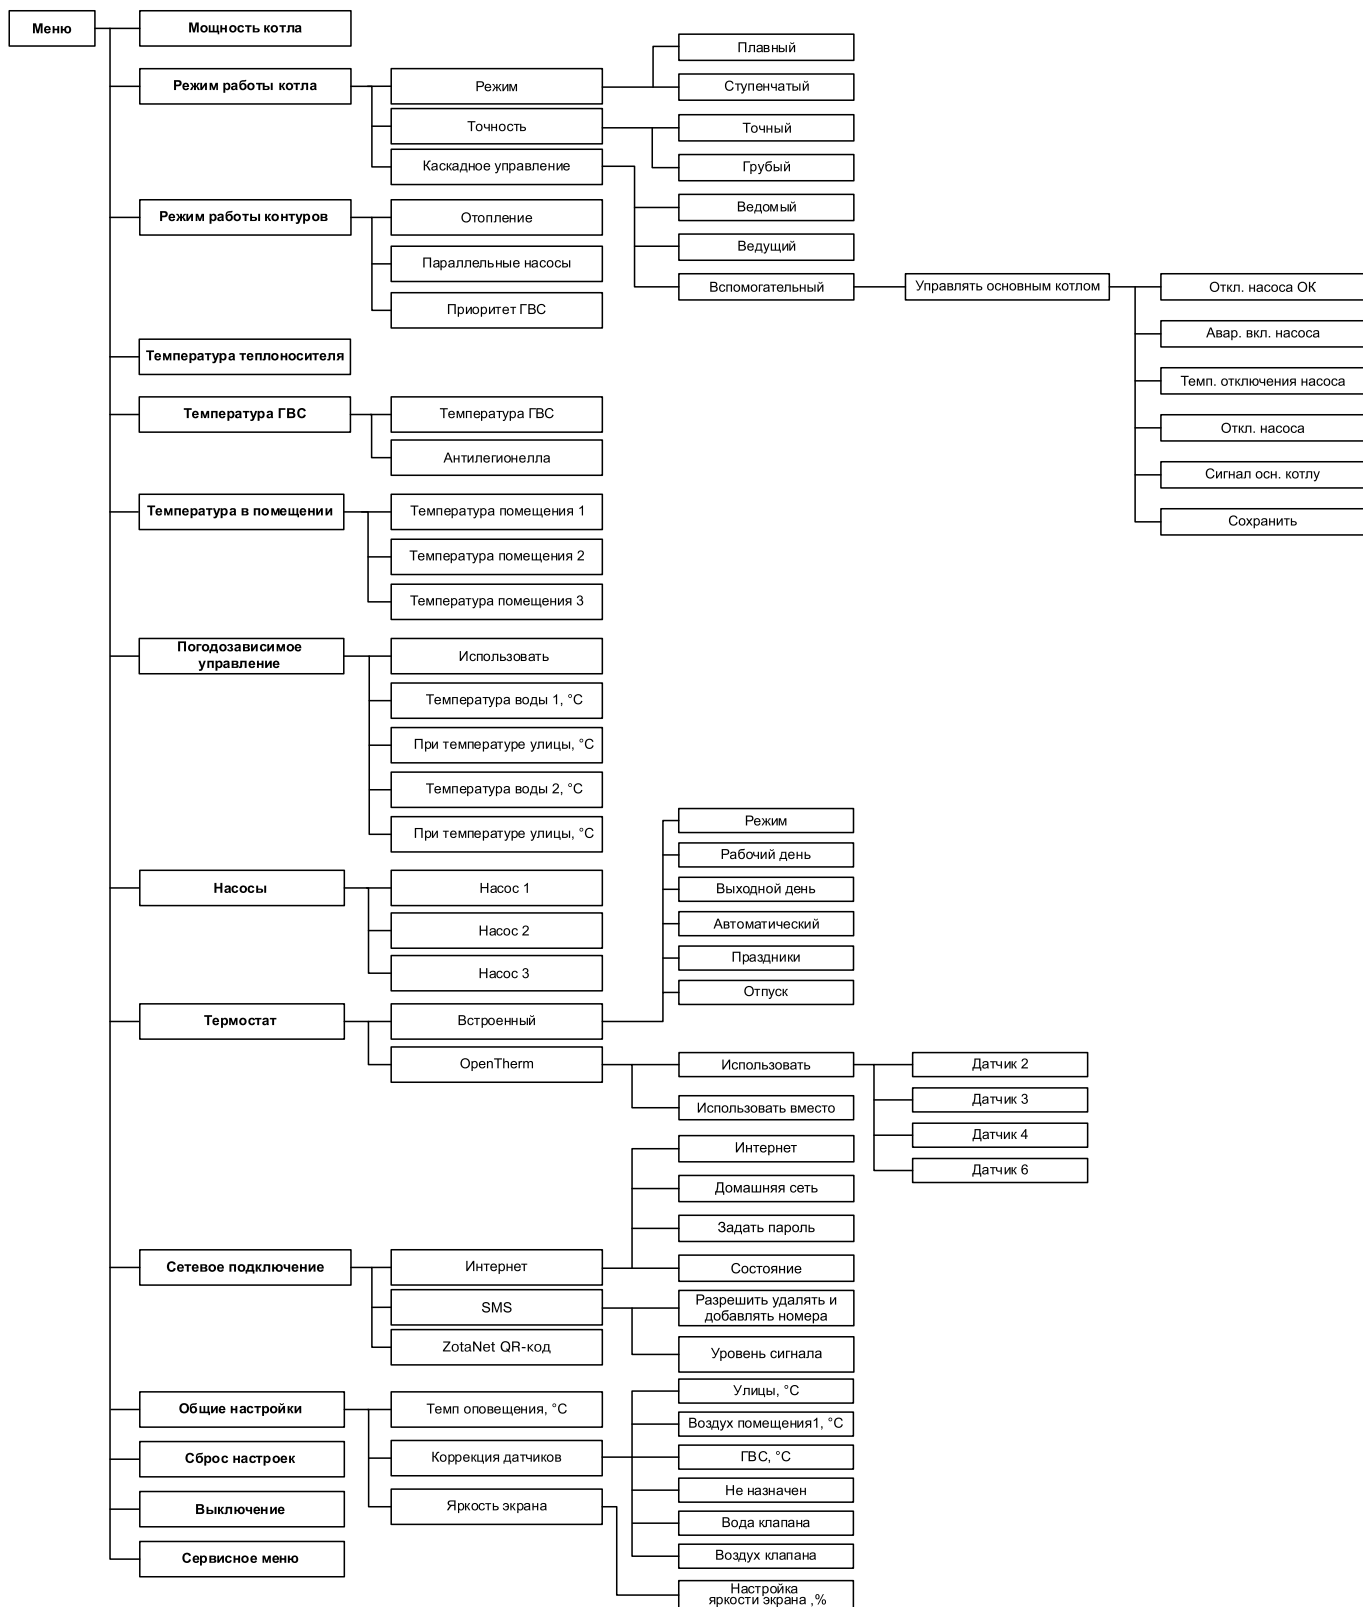 Меню
Мощность котла
Режим работы котла
Режим
Плавный
Ступенчатый
Точность
Точный
Грубый
Каскадное управление
Ведомый
Ведущий
Вспомогательный
Управлять основным котлом
Откл. насоса ОК
Авар. вкл. насоса
Темп. отключения насоса
Откл. насоса
Сигнал осн. котлу
Сохранить
Режим работы контуров
Отопление
Параллельные насосы
Приоритет ГВС
Температура теплоносителя
Температура ГВС
Температура ГВС
Антилегионелла
Температура в помещении
Температура помещения 1
Температура помещения 2
Температура помещения 3
Погодозависимое
управление
Использовать
Температура воды 1, °С
При температуре улицы, °С
Температура воды 2, °С
При температуре улицы, °С
Насосы
Насос 1
Насос 2
Насос 3
Термостат
Встроенный
Режим
Рабочий день
Выходной день
Автоматический
Праздники
Отпуск
OpenTherm
Использовать
Датчик 2
Датчик 3
Датчик 4
Датчик 6
Использовать вместо
Сетевое подключение
Интернет
Интернет
Домашняя сеть
Задать пароль
Состояние
SMS
Разрешить удалять и
добавлять номера
Уровень сигнала
ZotaNet QR-код
Общие настройки
Темп оповещения, °С
Коррекция датчиков
Улицы, °С
Воздух помещения1, °С
ГВС, °С
Не назначен
Вода клапана
Воздух клапана
Яркость экрана
Настройка
яркости экрана ,%
Сброс настроек
Выключение
Сервисное меню